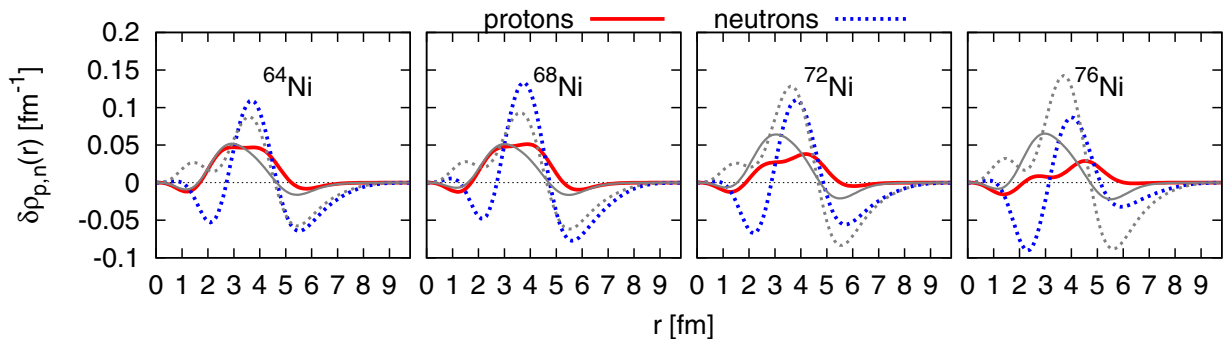 protons neutrons
δρp,n(r) [fm-1]
0.2
0.15
0.1
0.05
0
-0.05
-0.1
64Ni 68Ni 72Ni 76Ni
0 1 2 3 4 5 6 7 8 9 0 1 2 3 4 5 6 7 8 9 0 1 2 3 4 5 6 7 8 9 0 1 2 3 4 5 6 7 8 9
r [fm]